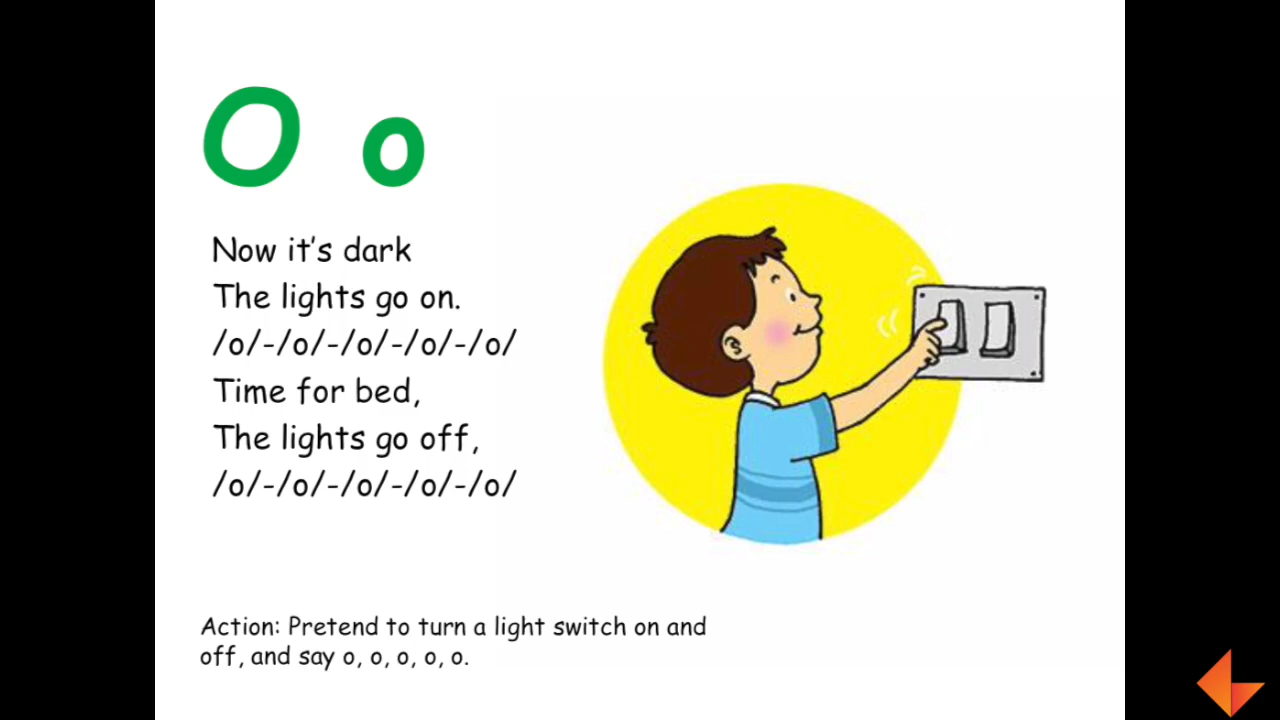 O o
Now it's dark
The lights go on.
/o/-/o/-/o/-/o/-/o/
Time for bed,
The lights go off,
/o/-/o/-/o/-/o/-/o/
Action: Pretend to turn a light switch on and
off, and say o, o, o, o, o.